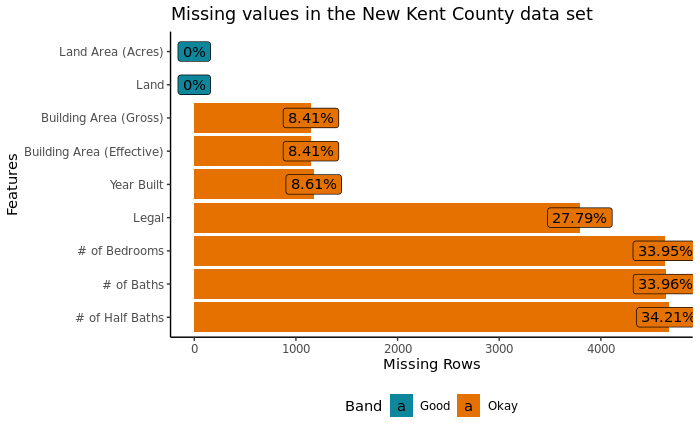 Missing values in the New Kent County data set
Features
Land Area (Acres) 0%
Land 0%
Building Area (Gross) 8.41%
Building Area (Effective) 8.41%
Year Built 8.61%
Legal 27.79%
# of Bedrooms 33.95%
# of Baths 33.96%
# of Half Baths 34.21%
0 1000 2000 3000 4000
Missing Rows
Band a Good a Okay